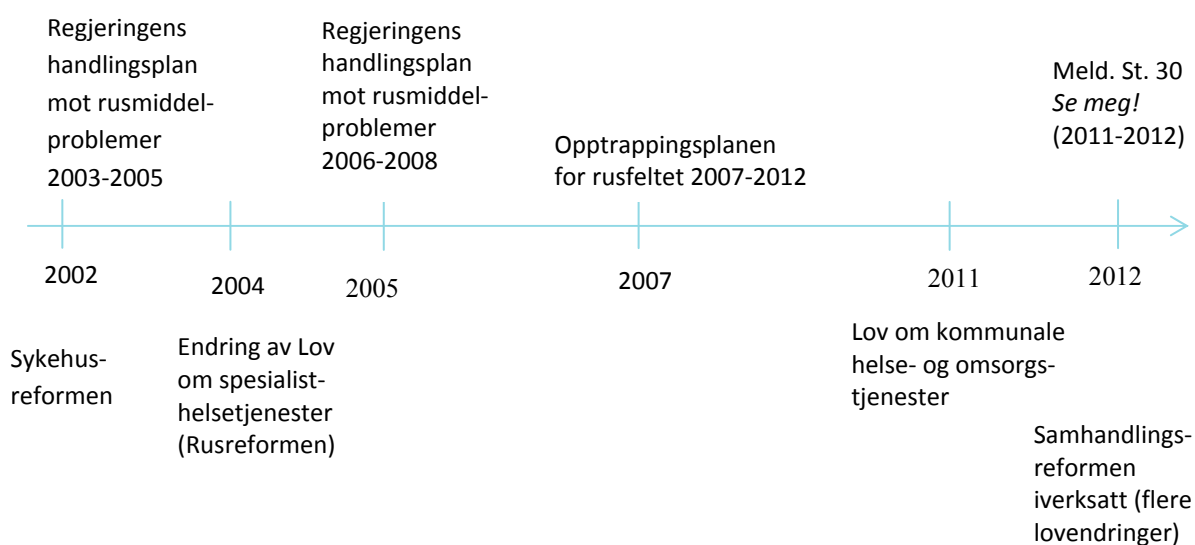 Regjeringens
handlingsplan
mot rusmiddel-
problemer
2003-2005
Regjeringens
handlingsplan
mot rusmiddel-
problemer
2006-2008
Opptrappingsplanen
for rusfeltet 2007-2012
Meld. St. 30
Se meg!
(2011-2012)
2002
2004
2005
2007
2011
2012
Sykehus-
reformen
Endring av Lov
om spesialist-
helsetjenester
(Rusreformen)
Lov om kommunale
helse- og omsorgs-
tjenester
Samhandlings-
reformen
iverksatt (flere
lovendringer)